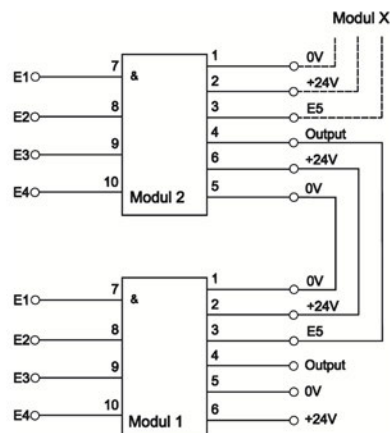 Modul X
1 0V
E1 7 & 2 +24V
E2 8 3 E5
4 Output
E3 9 6 +24V
E4 10 5 0V
Modul 2
1 0V
E1 7 & 2 +24V
E2 8 3 E5
4 Output
E3 9 5 0V
E4 10 6 +24V
Modul 1